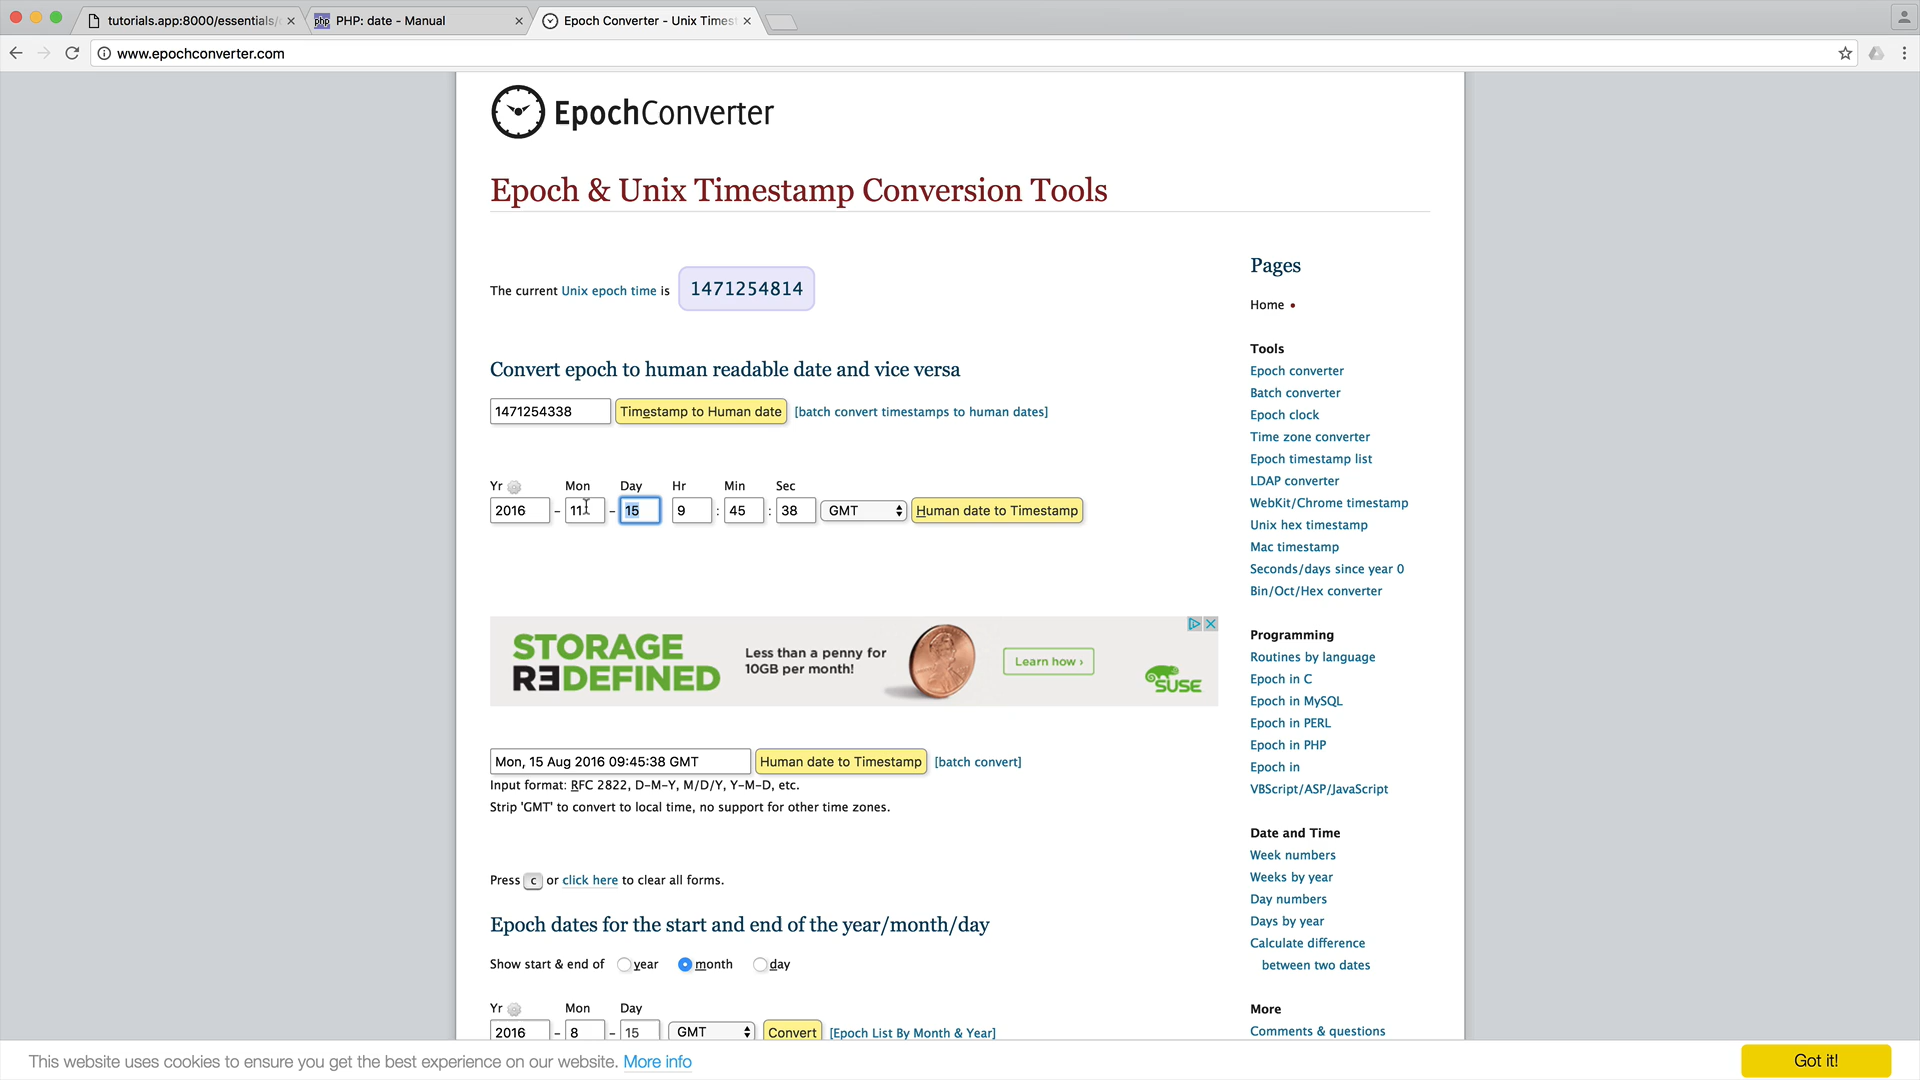 tutorials.app:8000/essentials/
php PHP: date - Manual
Epoch Converter - Unix Timest
www.epochconverter.com
EpochConverter
Epoch & Unix Timestamp Conversion Tools
The current Unix epoch time is 1471254814
Convert epoch to human readable date and vice versa
1471254338 Timestamp to Human date [batch convert timestamps to human dates]
Yr Mon Day Hr Min Sec
2016 - 11 - 15 9 : 45 : 38 GMT Human date to Timestamp
STORAGE
REDEFINED
Less than a penny for
10GB per month!
Learn how ›
SUSE
Mon, 15 Aug 2016 09:45:38 GMT Human date to Timestamp [batch convert]
Input format: RFC 2822, D-M-Y, M/D/Y, Y-M-D, etc.
Strip 'GMT' to convert to local time, no support for other time zones.
Press c or click here to clear all forms.
Epoch dates for the start and end of the year/month/day
Show start & end of year month day
Yr Mon Day
2016 - 8 - 15 GMT Convert [Epoch List By Month & Year]
Pages
Home
Tools
Epoch converter
Batch converter
Epoch clock
Time zone converter
Epoch timestamp list
LDAP converter
WebKit/Chrome timestamp
Unix hex timestamp
Mac timestamp
Seconds/days since year 0
Bin/Oct/Hex converter
Programming
Routines by language
Epoch in C
Epoch in MySQL
Epoch in PERL
Epoch in PHP
Epoch in
VBScript/ASP/JavaScript
Date and Time
Week numbers
Weeks by year
Day numbers
Days by year
Calculate difference
between two dates
More
Comments & questions
This website uses cookies to ensure you get the best experience on our website. More info
Got it!